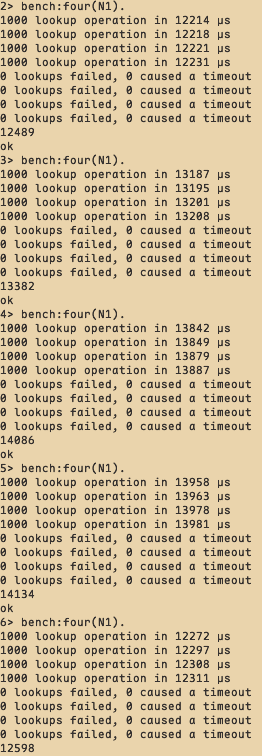 2> bench:four(N1).
1000 lookup operation in 12214 μs
1000 lookup operation in 12218 μs
1000 lookup operation in 12221 μs
1000 lookup operation in 12231 μs
0 lookups failed, 0 caused a timeout
0 lookups failed, 0 caused a timeout
0 lookups failed, 0 caused a timeout
0 lookups failed, 0 caused a timeout
12489
ok
3> bench:four(N1).
1000 lookup operation in 13187 μs
1000 lookup operation in 13195 μs
1000 lookup operation in 13201 μs
1000 lookup operation in 13208 μs
0 lookups failed, 0 caused a timeout
0 lookups failed, 0 caused a timeout
0 lookups failed, 0 caused a timeout
0 lookups failed, 0 caused a timeout
13382
ok
4> bench:four(N1).
1000 lookup operation in 13842 μs
1000 lookup operation in 13849 μs
1000 lookup operation in 13879 μs
1000 lookup operation in 13887 μs
0 lookups failed, 0 caused a timeout
0 lookups failed, 0 caused a timeout
0 lookups failed, 0 caused a timeout
0 lookups failed, 0 caused a timeout
14086
ok
5> bench:four(N1).
1000 lookup operation in 13958 μs
1000 lookup operation in 13963 μs
1000 lookup operation in 13978 μs
1000 lookup operation in 13981 μs
0 lookups failed, 0 caused a timeout
0 lookups failed, 0 caused a timeout
0 lookups failed, 0 caused a timeout
0 lookups failed, 0 caused a timeout
14134
ok
6> bench:four(N1).
1000 lookup operation in 12272 μs
1000 lookup operation in 12297 μs
1000 lookup operation in 12308 μs
1000 lookup operation in 12311 μs
0 lookups failed, 0 caused a timeout
0 lookups failed, 0 caused a timeout
0 lookups failed, 0 caused a timeout
0 lookups failed, 0 caused a timeout
12598